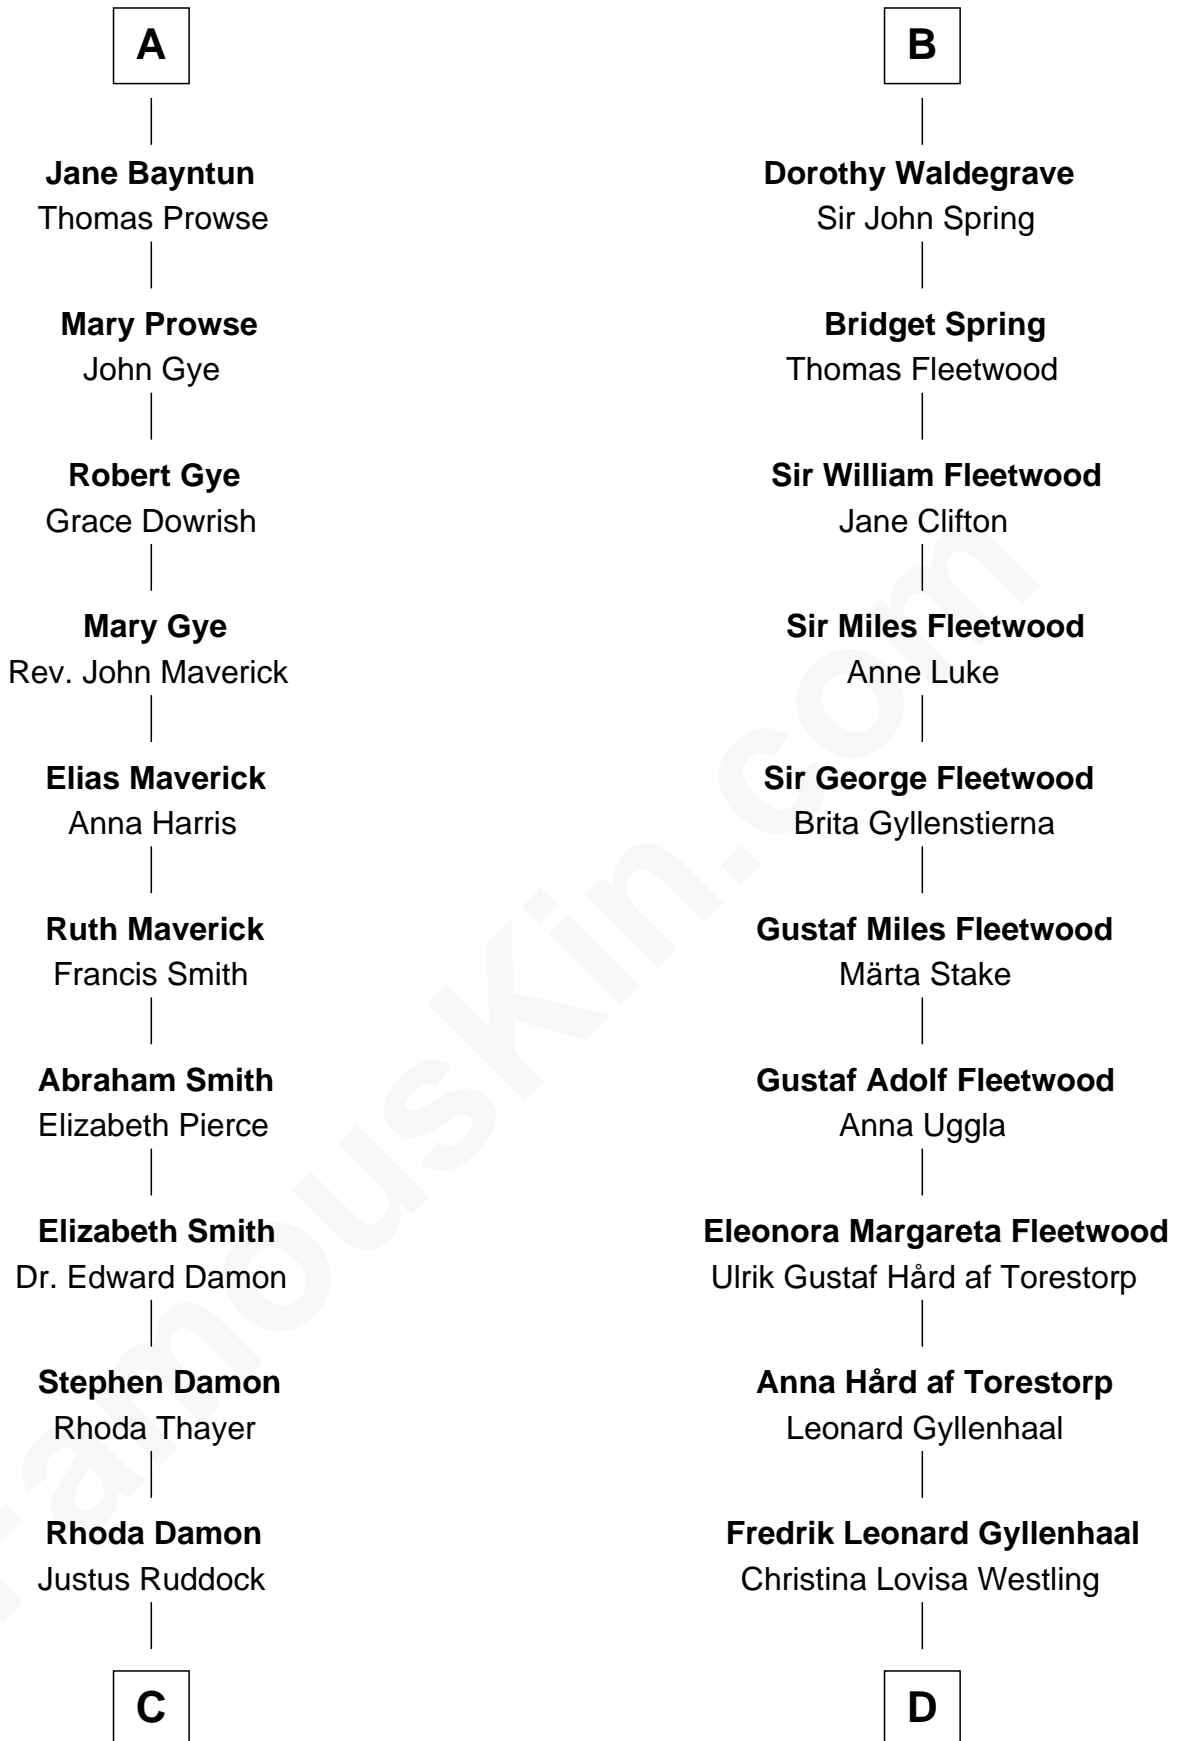 A
Jane Bayntun
Thomas Prowse
Mary Prowse
John Gye
Robert Gye
Grace Dowrish
Mary Gye
Rev. John Maverick
Elias Maverick
Anna Harris
Ruth Maverick
Francis Smith
Abraham Smith
Elizabeth Pierce
Elizabeth Smith
Dr. Edward Damon
Stephen Damon
Rhoda Thayer
Rhoda Damon
Justus Ruddock
C
B
Dorothy Waldegrave
Sir John Spring
Bridget Spring
Thomas Fleetwood
Sir William Fleetwood
Jane Clifton
Sir Miles Fleetwood
Anne Luke
Sir George Fleetwood
Brita Gyllenstierna
Gustaf Miles Fleetwood
Märta Stake
Gustaf Adolf Fleetwood
Anna Uggla
Eleonora Margareta Fleetwood
Ulrik Gustaf Hård af Torestorp
Anna Hård af Torestorp
Leonard Gyllenhaal
Fredrik Leonard Gyllenhaal
Christina Lovisa Westling
D
FamousKin.com